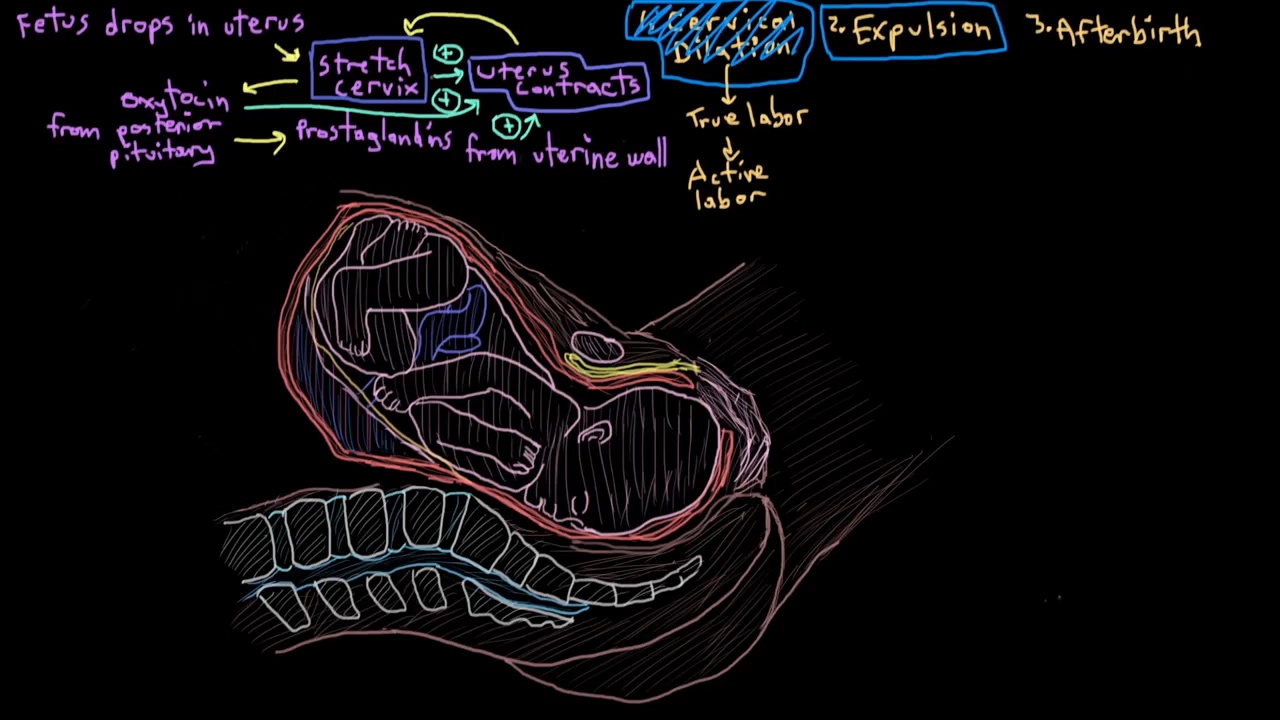 Fetus drops in uterus
stretch
cervix
+
uterus
contracts
+
oxytocin
from posterior
pituitary
Prostaglandins from uterine wall
+
1. Cervical
Dilation
2. Expulsion
3. Afterbirth
True labor
Active
labor